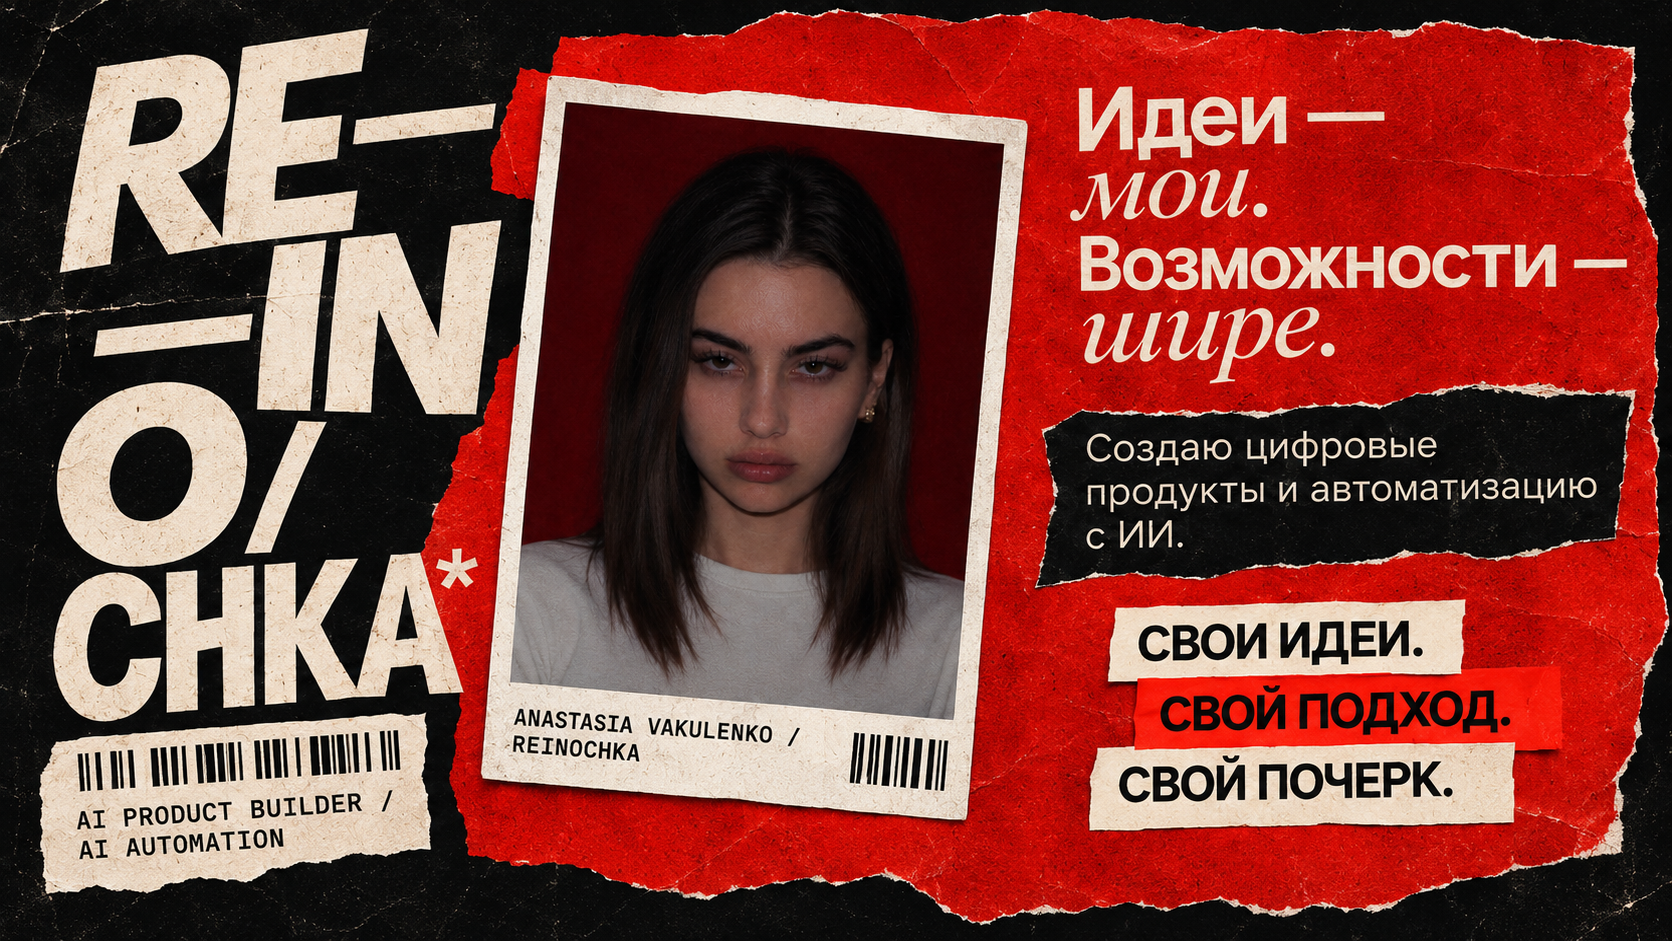 RE—
—IN
O/
CHKA*
AI PRODUCT BUILDER /
AI AUTOMATION
ANASTASIA VAKULENKO /
REINOCHKA
Идеи —
мои.
Возможности —
шире.
Создаю цифровые
продукты и автоматизацию
с ИИ.
СВОИ ИДЕИ.
СВОЙ ПОДХОД.
СВОЙ ПОЧЕРК.